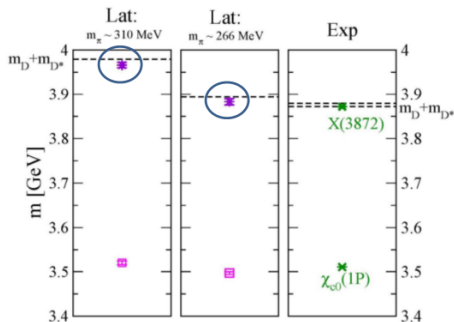 Lat:
m_π ~ 310 MeV
Lat:
m_π ~ 266 MeV
Exp
m_D+m_D*
m_D+m_D*
m [GeV]
4
3.9
3.8
3.7
3.6
3.5
3.4
4
3.9
3.8
3.7
3.6
3.5
3.4
X(3872)
χ_c0(1P)